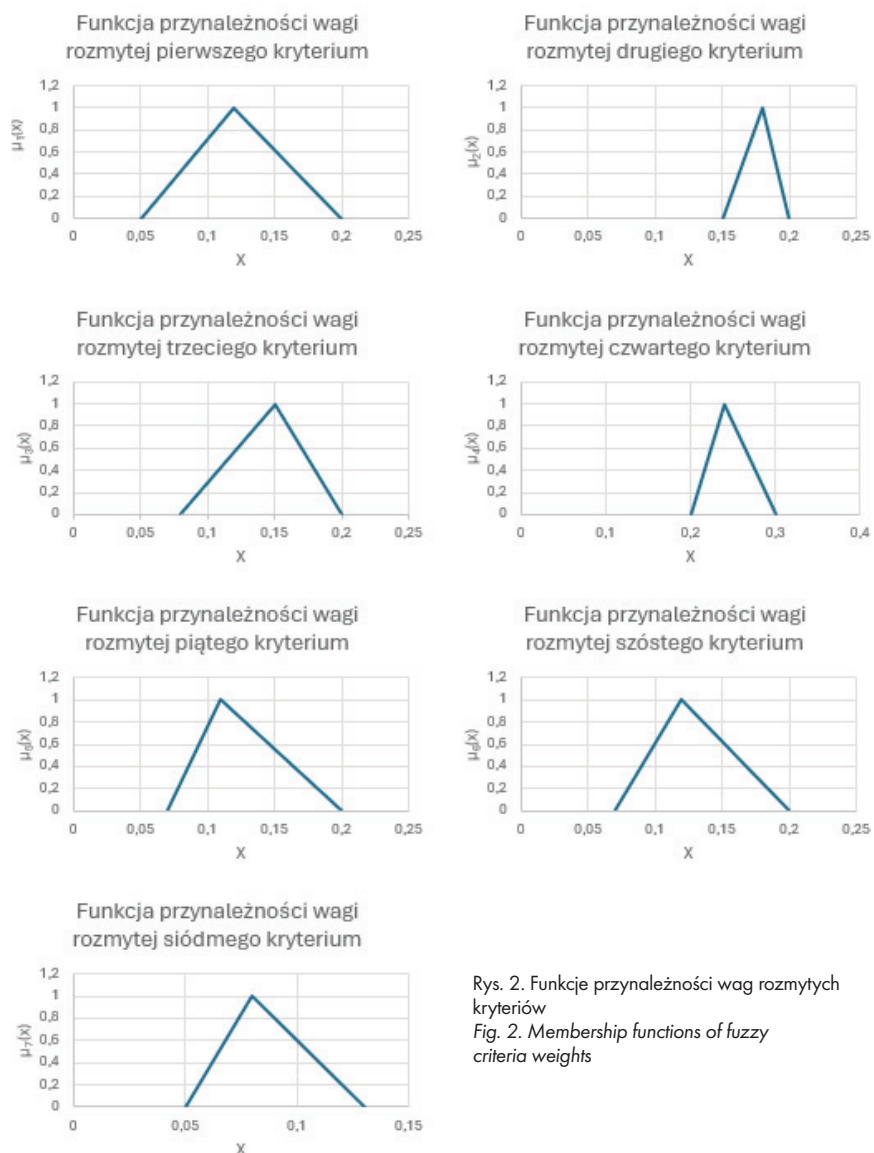 Funkcja przynależności wagi
rozmytej pierwszego kryterium
1,2
1
0,8
0,6
0,4
0,2
0
μ1(x)
0
0,05
0,1
0,15
0,2
0,25
X
Funkcja przynależności wagi
rozmytej drugiego kryterium
1,2
1
0,8
0,6
0,4
0,2
0
μ2(x)
0
0,05
0,1
0,15
0,2
0,25
X
Funkcja przynależności wagi
rozmytej trzeciego kryterium
1,2
1
0,8
0,6
0,4
0,2
0
μ3(x)
0
0,05
0,1
0,15
0,2
0,25
X
Funkcja przynależności wagi
rozmytej czwartego kryterium
1,2
1
0,8
0,6
0,4
0,2
0
μ4(x)
0
0,1
0,2
0,3
0,4
X
Funkcja przynależności wagi
rozmytej piątego kryterium
1,2
1
0,8
0,6
0,4
0,2
0
μ5(x)
0
0,05
0,1
0,15
0,2
0,25
X
Funkcja przynależności wagi
rozmytej szóstego kryterium
1,2
1
0,8
0,6
0,4
0,2
0
μ6(x)
0
0,05
0,1
0,15
0,2
0,25
X
Funkcja przynależności wagi
rozmytej siódmego kryterium
1,2
1
0,8
0,6
0,4
0,2
0
μ7(x)
0
0,05
0,1
0,15
X
Rys. 2. Funkcje przynależności wag rozmytych
kryteriów
Fig. 2. Membership functions of fuzzy
criteria weights